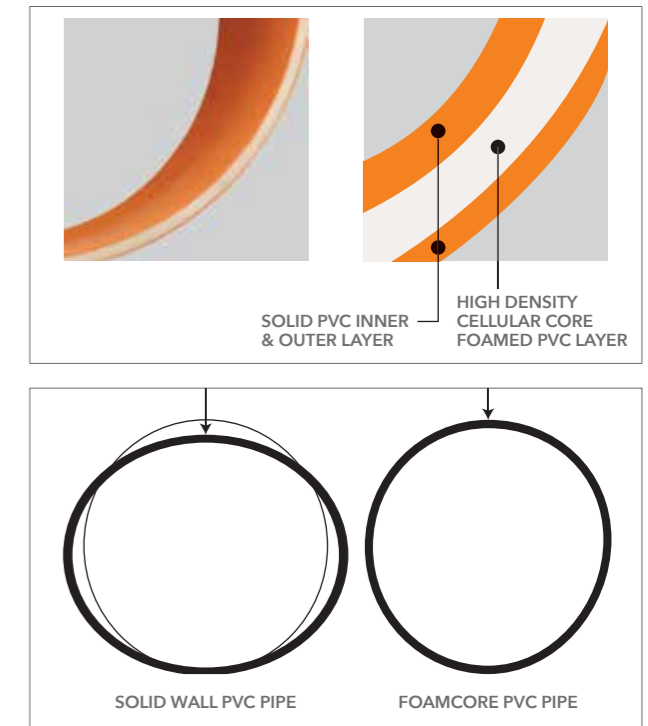 SOLID PVC INNER
& OUTER LAYER
HIGH DENSITY
CELLULAR CORE
FOAMED PVC LAYER
SOLID WALL PVC PIPE
FOAMCORE PVC PIPE